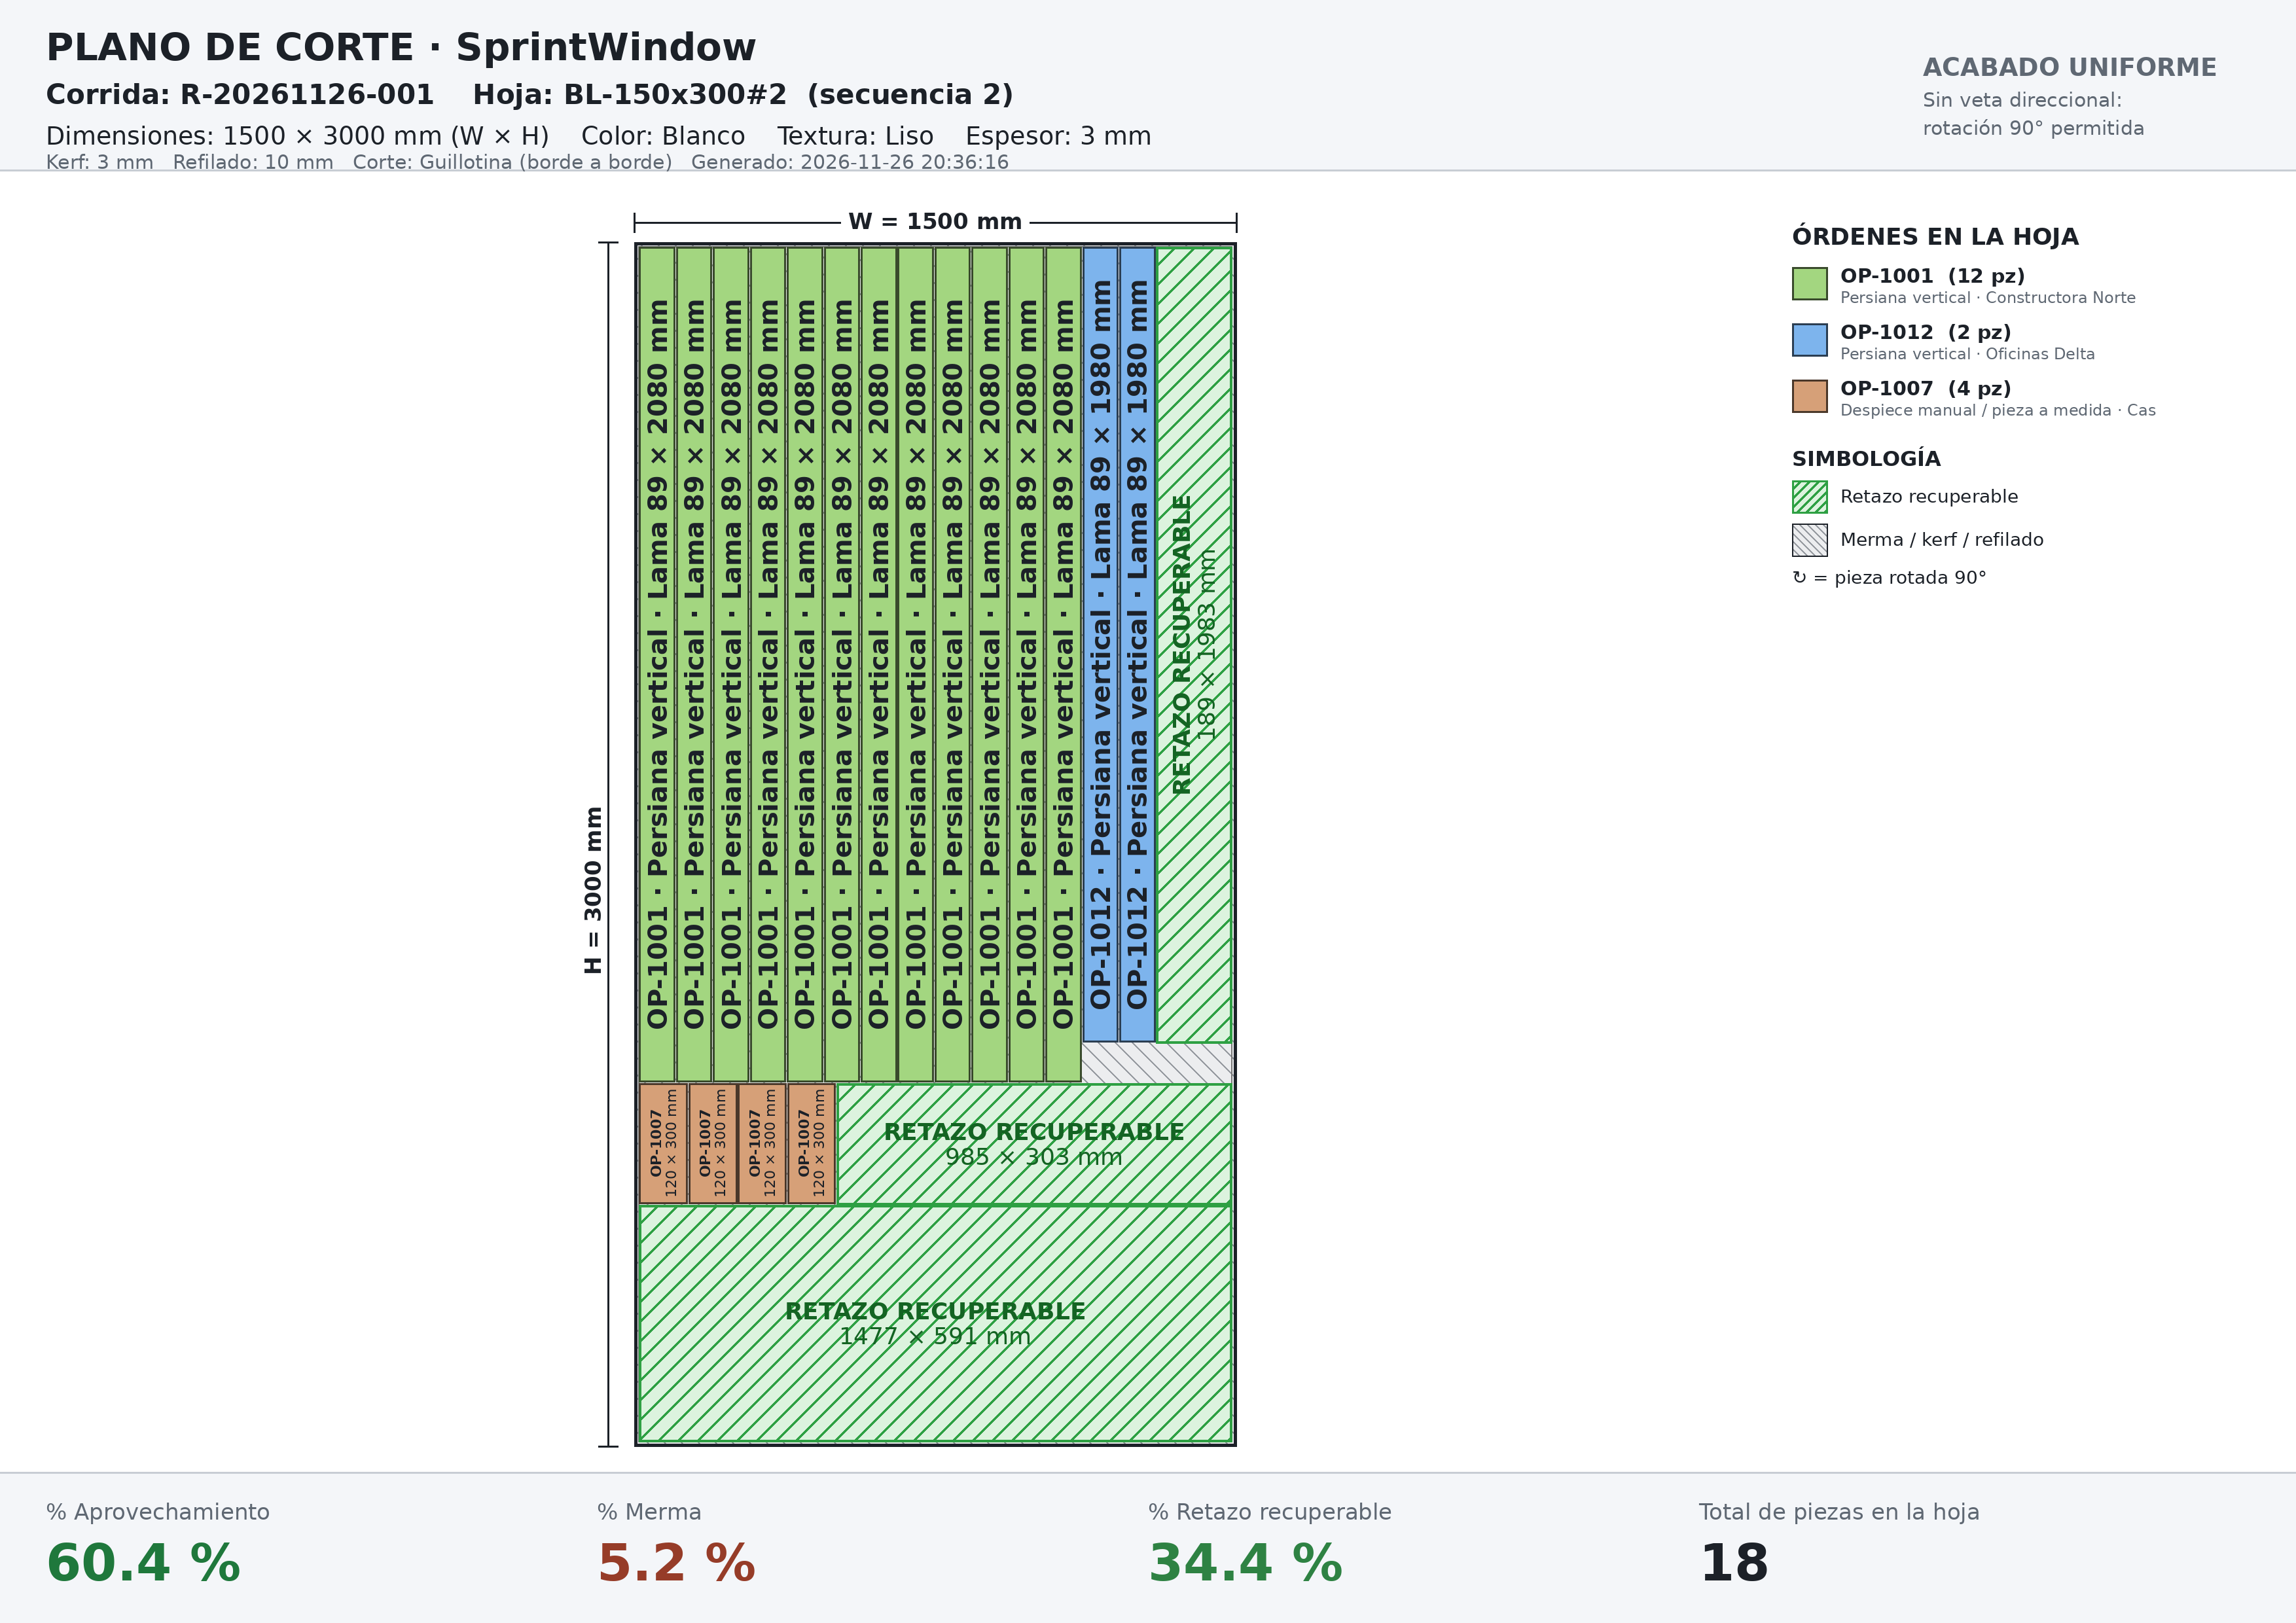 PLANO DE CORTE · SprintWindow
Corrida: R-20261126-001    Hoja: BL-150x300#2  (secuencia 2)
Dimensiones: 1500 × 3000 mm (W × H)    Color: Blanco    Textura: Liso    Espesor: 3 mm
Kerf: 3 mm   Refilado: 10 mm   Corte: Guillotina (borde a borde)   Generado: 2026-11-26 20:36:16
ACABADO UNIFORME
Sin veta direccional:
rotación 90° permitida
W = 1500 mm
H = 3000 mm
OP-1001 · Persiana vertical · Lama 89 × 2080 mm
OP-1001 · Persiana vertical · Lama 89 × 2080 mm
OP-1001 · Persiana vertical · Lama 89 × 2080 mm
OP-1001 · Persiana vertical · Lama 89 × 2080 mm
OP-1001 · Persiana vertical · Lama 89 × 2080 mm
OP-1001 · Persiana vertical · Lama 89 × 2080 mm
OP-1001 · Persiana vertical · Lama 89 × 2080 mm
OP-1001 · Persiana vertical · Lama 89 × 2080 mm
OP-1001 · Persiana vertical · Lama 89 × 2080 mm
OP-1001 · Persiana vertical · Lama 89 × 2080 mm
OP-1001 · Persiana vertical · Lama 89 × 2080 mm
OP-1001 · Persiana vertical · Lama 89 × 2080 mm
OP-1012 · Persiana vertical · Lama 89 × 1980 mm
OP-1012 · Persiana vertical · Lama 89 × 1980 mm
RETAZO RECUPERABLE
189 × 1983 mm
OP-1007
120 × 300 mm
OP-1007
120 × 300 mm
OP-1007
120 × 300 mm
OP-1007
120 × 300 mm
RETAZO RECUPERABLE
985 × 303 mm
RETAZO RECUPERABLE
1477 × 591 mm
ÓRDENES EN LA HOJA
OP-1001  (12 pz)
Persiana vertical · Constructora Norte
OP-1012  (2 pz)
Persiana vertical · Oficinas Delta
OP-1007  (4 pz)
Despiece manual / pieza a medida · Cas
SIMBOLOGÍA
Retazo recuperable
Merma / kerf / refilado
↻ = pieza rotada 90°
% Aprovechamiento
60.4 %
% Merma
5.2 %
% Retazo recuperable
34.4 %
Total de piezas en la hoja
18